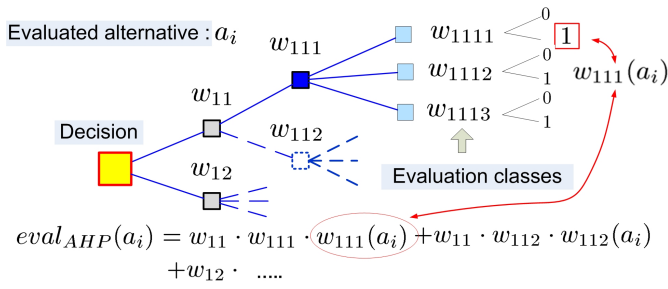 Evaluated alternative : a_i
w_111
w_1111
0
1
w_1112
0
1
w_111(a_i)
w_11
w_1113
0
1
Decision
w_112
w_12
Evaluation classes
eval_AHP(a_i) = w_11 · w_111 · w_111(a_i) + w_11 · w_112 · w_112(a_i)
+w_12 · .....